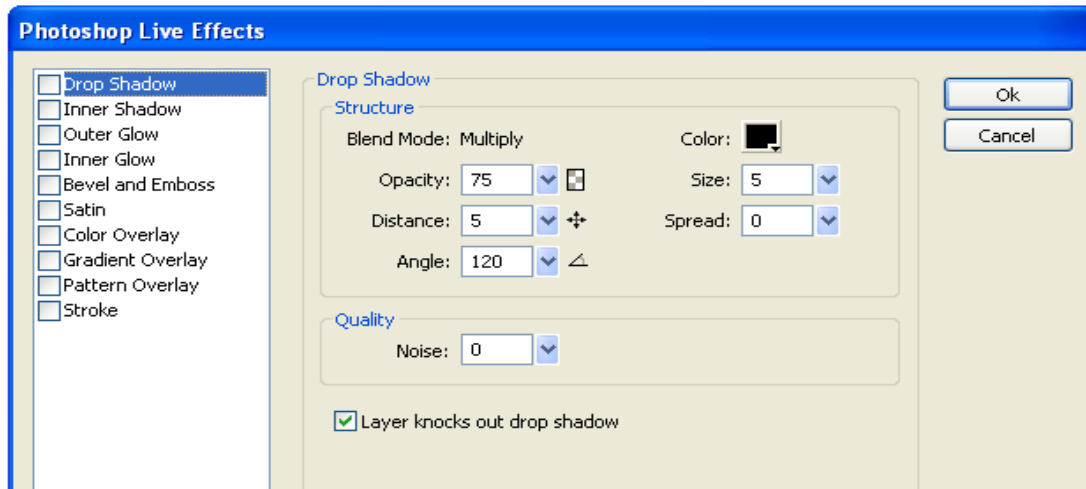 Photoshop Live Effects
Drop Shadow
Inner Shadow
Outer Glow
Inner Glow
Bevel and Emboss
Satin
Color Overlay
Gradient Overlay
Pattern Overlay
Stroke
Drop Shadow
Structure
Blend Mode: Multiply Color:
Opacity: 75 Size: 5
Distance: 5 Spread: 0
Angle: 120
Quality
Noise: 0
Layer knocks out drop shadow
Ok
Cancel